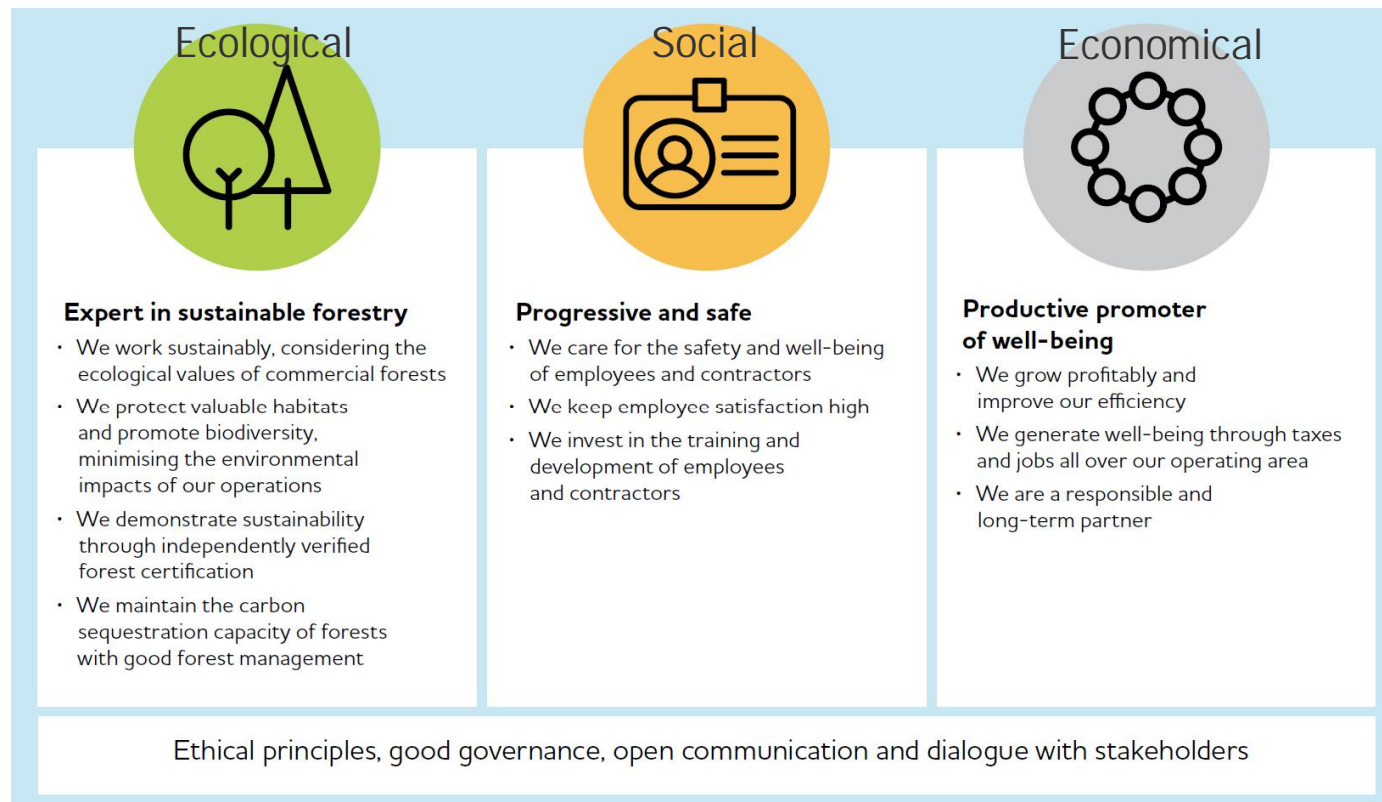 Ecological
Expert in sustainable forestry
· We work sustainably, considering the
ecological values of commercial forests
· We protect valuable habitats
and promote biodiversity,
minimising the environmental
impacts of our operations
· We demonstrate sustainability
through independently verified
forest certification
· We maintain the carbon
sequestration capacity of forests
with good forest management
Social
Progressive and safe
· We care for the safety and well-being
of employees and contractors
· We keep employee satisfaction high
· We invest in the training and
development of employees
and contractors
Economical
Productive promoter
of well-being
· We grow profitably and
improve our efficiency
· We generate well-being through taxes
and jobs all over our operating area
· We are a responsible and
long-term partner
Ethical principles, good governance, open communication and dialogue with stakeholders